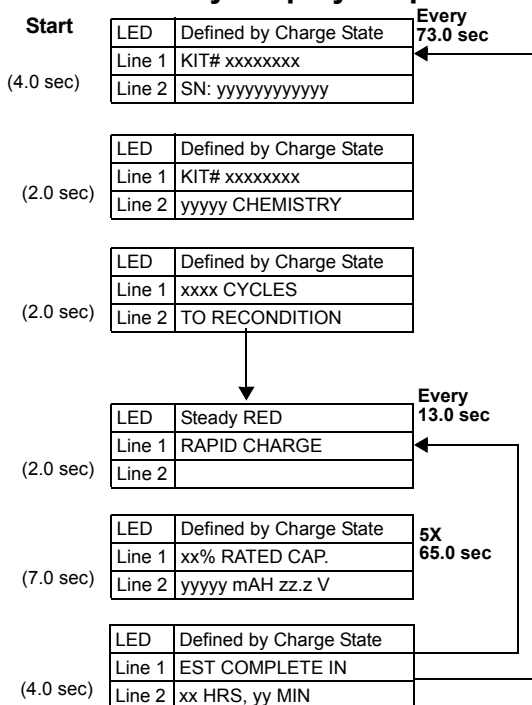 Start
Every
73.0 sec
LED Defined by Charge State
Line 1 KIT# xxxxxxxx
(4.0 sec)
Line 2 SN: yyyyyyyyyyyy
LED Defined by Charge State
Line 1 KIT# xxxxxxxx
(2.0 sec)
Line 2 yyyyy CHEMISTRY
LED Defined by Charge State
Line 1 xxxx CYCLES
(2.0 sec)
Line 2 TO RECONDITION
Every
13.0 sec
LED Steady RED
Line 1 RAPID CHARGE
(2.0 sec)
Line 2
LED Defined by Charge State
5X
65.0 sec
Line 1 xx% RATED CAP.
(7.0 sec)
Line 2 yyyyy mAH zz.z V
LED Defined by Charge State
Line 1 EST COMPLETE IN
(4.0 sec)
Line 2 xx HRS, yy MIN